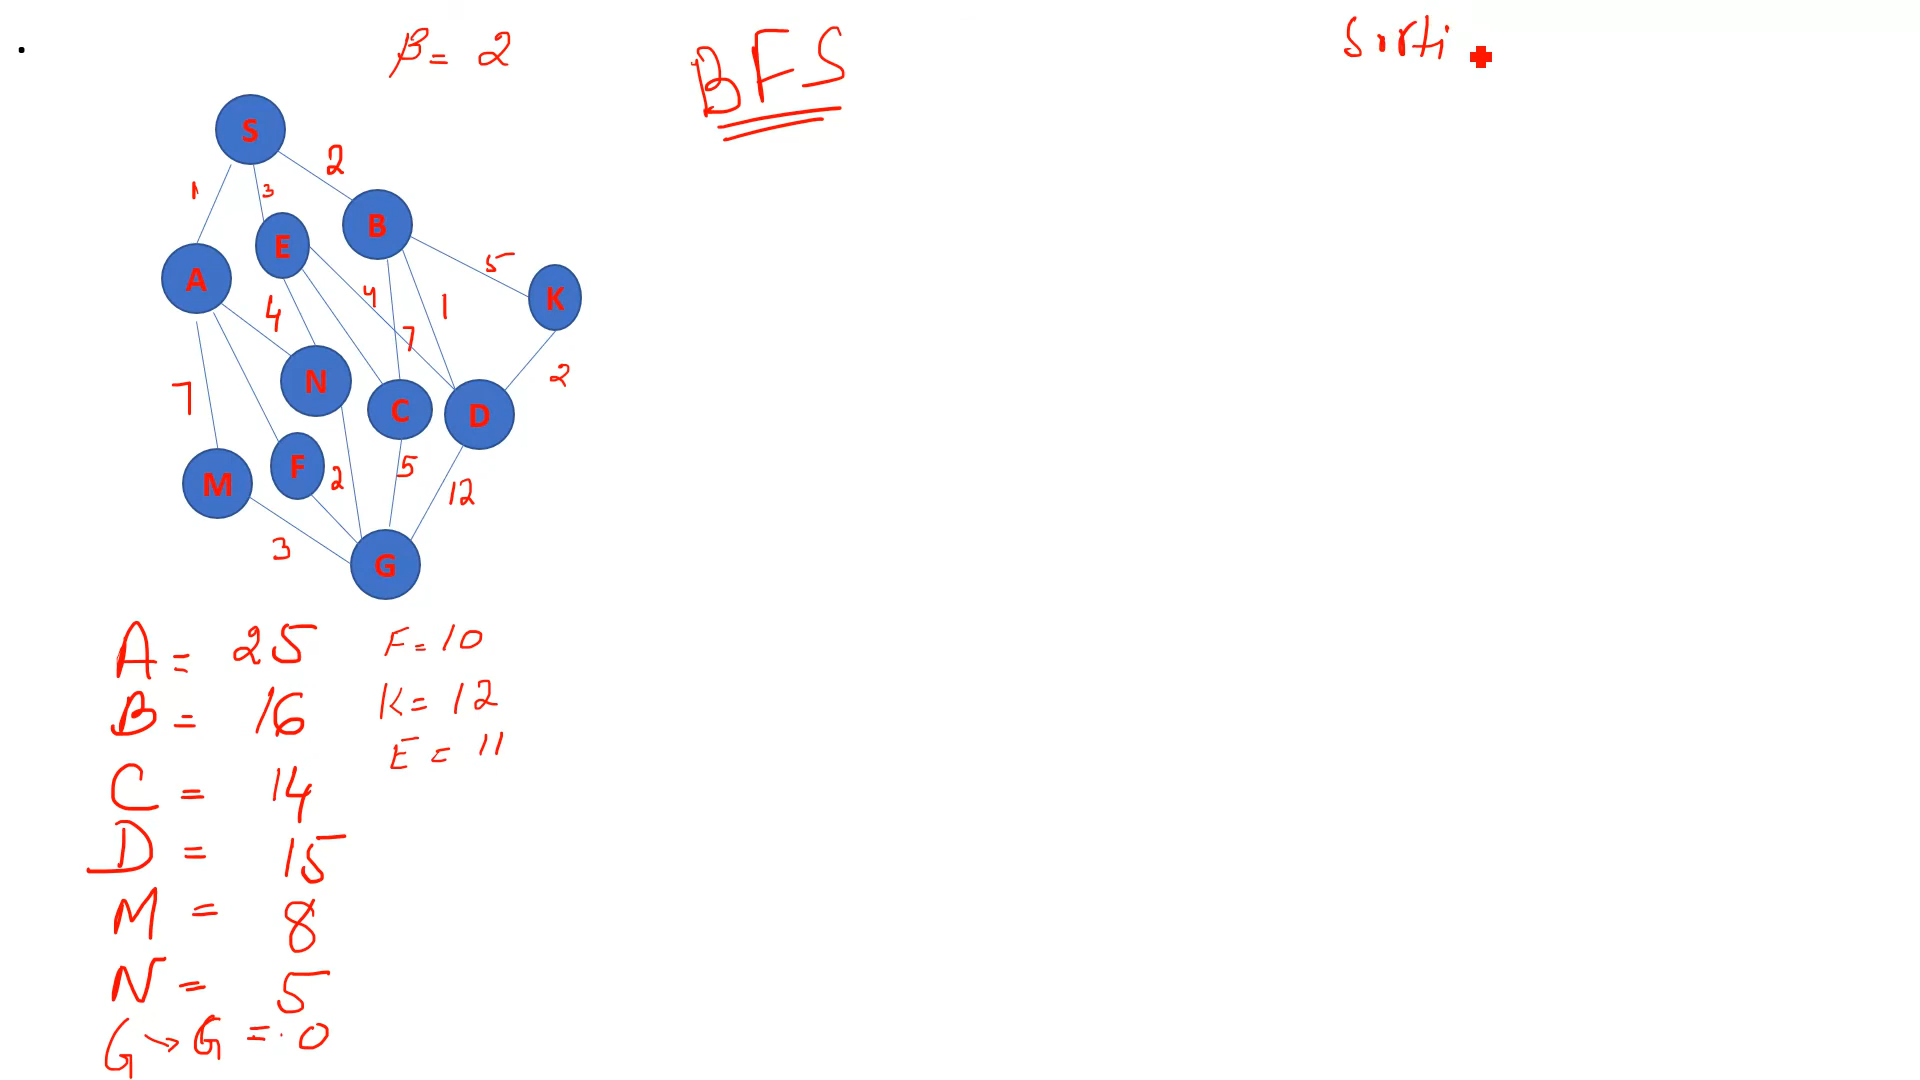 β = 2
BFS
Sorti
S
2
1
3
B
E
A
5
K
4
4
1
7
2
7
N
C
D
F
2
5
M
12
3
G
A = 25
F = 10
B = 16
K = 12
E = 11
C = 14
D = 15
M = 8
N = 5
G → G = 0